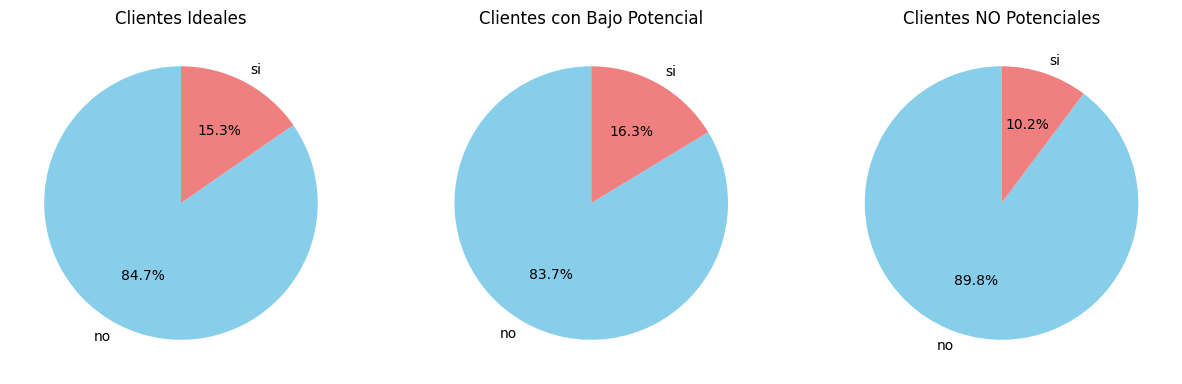 Clientes Ideales
si
15.3%
84.7%
no
Clientes con Bajo Potencial
si
16.3%
83.7%
no
Clientes NO Potenciales
si
10.2%
89.8%
no